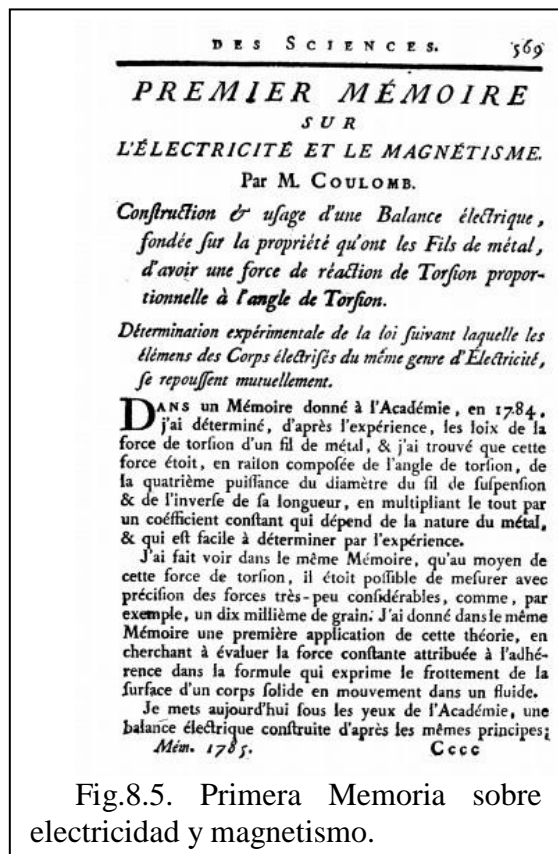 DES SCIENCES. 569
PREMIER MÉMOIRE
SUR
L'ÉLECTRICITÉ ET LE MAGNÉTISME.
Par M. COULOMB.
Conſtruction & uſage d'une Balance électrique,
fondée ſur la propriété qu'ont les Fils de métal,
d'avoir une force de réaction de Torſion propor-
tionnelle à l'angle de Torſion.
Détermination expérimentale de la loi ſuivant laquelle les
élémens des Corps électriſés du même genre d'Électricité,
ſe repouſſent mutuellement.
DANS un Mémoire donné à l'Académie, en 1784,
j'ai déterminé, d'après l'expérience, les loix de la
force de torſion d'un fil de métal, & j'ai trouvé que cette
force étoit, en raiſon compoſée de l'angle de torſion, de
la quatrième puiſſance du diamètre du fil de ſuſpenſion
& de l'inverſe de ſa longueur, en multipliant le tout par
un coéfficient conſtant qui dépend de la nature du métal,
& qui eſt facile à déterminer par l'expérience.
J'ai fait voir dans le même Mémoire, qu'au moyen de
cette force de torſion, il étoit poſſible de meſurer avec
préciſion des forces très-peu conſidérables, comme, par
exemple, un dix millième de grain. J'ai donné dans le même
Mémoire une première application de cette théorie, en
cherchant à évaluer la force conſtante attribuée à l'adhé-
rence dans la formule qui exprime le frottement de la
ſurface d'un corps ſolide en mouvement dans un fluide.
Je mets aujourd'hui ſous les yeux de l'Académie, une
balance électrique conſtruite d'après les mêmes principes;
Mém. 1785. Cccc
Fig.8.5. Primera Memoria sobre
electricidad y magnetismo.